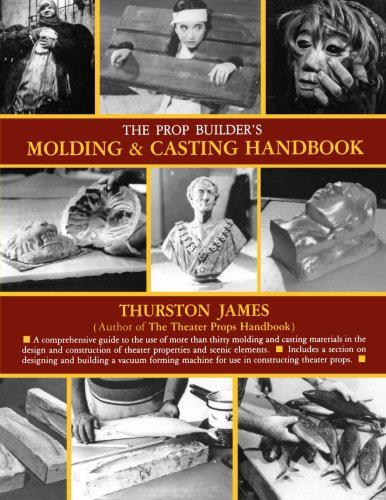 THE PROP BUILDER'S
MOLDING & CASTING HANDBOOK
THURSTON JAMES
(Author of The Theater Props Handbook)
■ A comprehensive guide to the use of more than thirty molding and casting materials in the
design and construction of theater properties and scenic elements. ■ Includes a section on
designing and building a vacuum forming machine for use in constructing theater props. ■